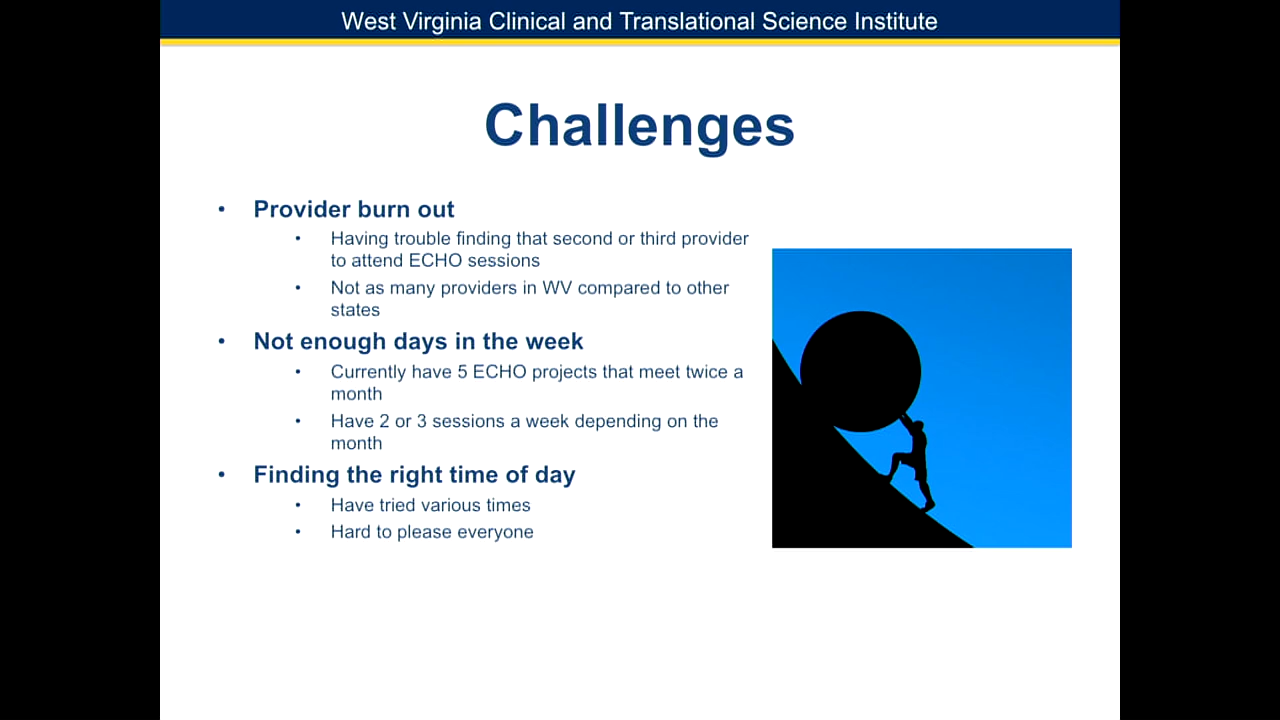 West Virginia Clinical and Translational Science Institute
Challenges
• Provider burn out
• Having trouble finding that second or third provider
to attend ECHO sessions
• Not as many providers in WV compared to other
states
• Not enough days in the week
• Currently have 5 ECHO projects that meet twice a
month
• Have 2 or 3 sessions a week depending on the
month
• Finding the right time of day
• Have tried various times
• Hard to please everyone